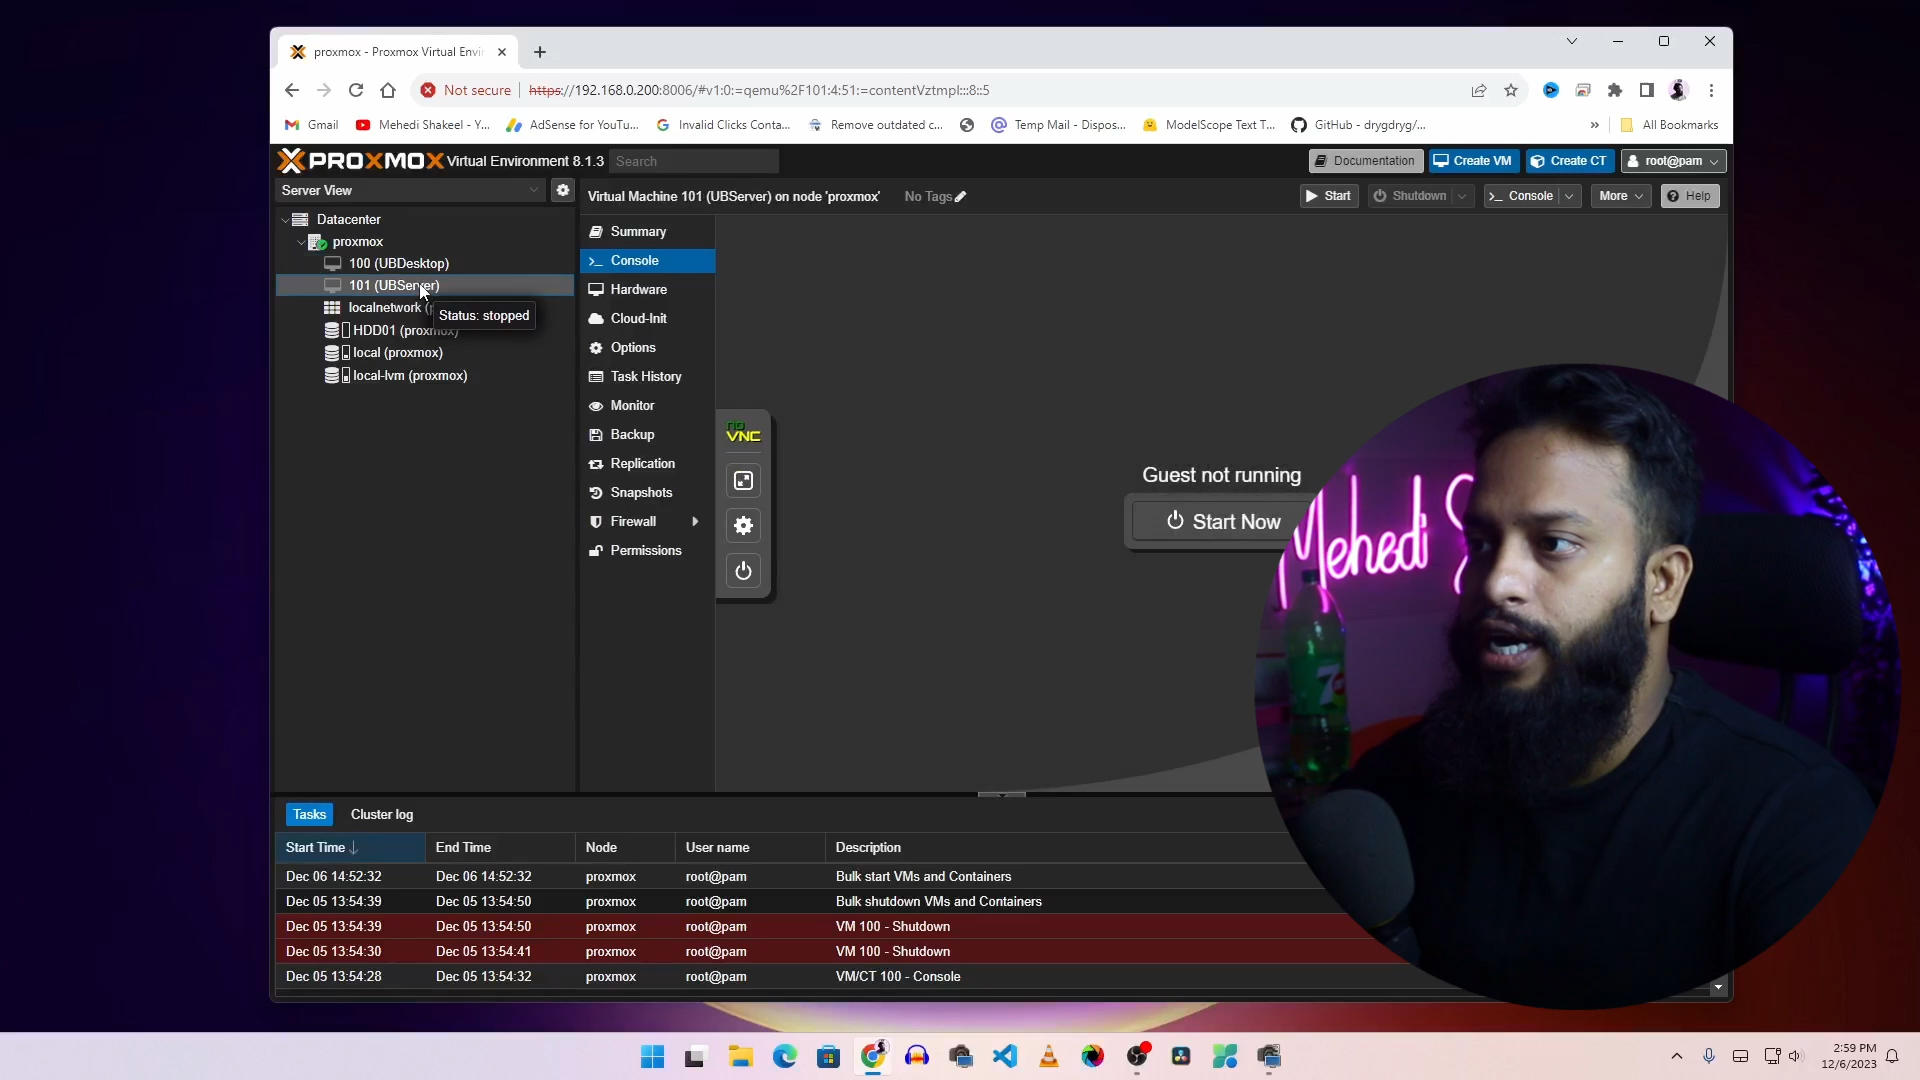 proxmox - Proxmox Virtual Envi
Not secure
https://192.168.0.200:8006/#v1:0:=qemu%2F101:4:51:=contentVztmpl:::8::5
Gmail
Mehedi Shakeel - Y...
AdSense for YouTu...
Invalid Clicks Conta...
Remove outdated c...
Temp Mail - Dispos...
ModelScope Text T...
GitHub - drygdryg/...
»
All Bookmarks
PROXMOX Virtual Environment 8.1.3
Search
Documentation
Create VM
Create CT
root@pam
Server View
Virtual Machine 101 (UBServer) on node 'proxmox'
No Tags
Start
Shutdown
Console
More
Help
Datacenter
proxmox
100 (UBDesktop)
101 (UBServer)
localnetwork (
Status: stopped
HDD01 (proxmox)
local (proxmox)
local-lvm (proxmox)
Summary
Console
Hardware
Cloud-Init
Options
Task History
Monitor
Backup
Replication
Snapshots
Firewall
Permissions
no
VNC
Guest not running
Start Now
Mehedi S
7
Tasks
Cluster log
Start Time
End Time
Node
User name
Description
Dec 06 14:52:32 Dec 06 14:52:32 proxmox root@pam Bulk start VMs and Containers
Dec 05 13:54:39 Dec 05 13:54:50 proxmox root@pam Bulk shutdown VMs and Containers
Dec 05 13:54:39 Dec 05 13:54:50 proxmox root@pam VM 100 - Shutdown
Dec 05 13:54:30 Dec 05 13:54:41 proxmox root@pam VM 100 - Shutdown
Dec 05 13:54:28 Dec 05 13:54:32 proxmox root@pam VM/CT 100 - Console
2:59 PM
12/6/2023